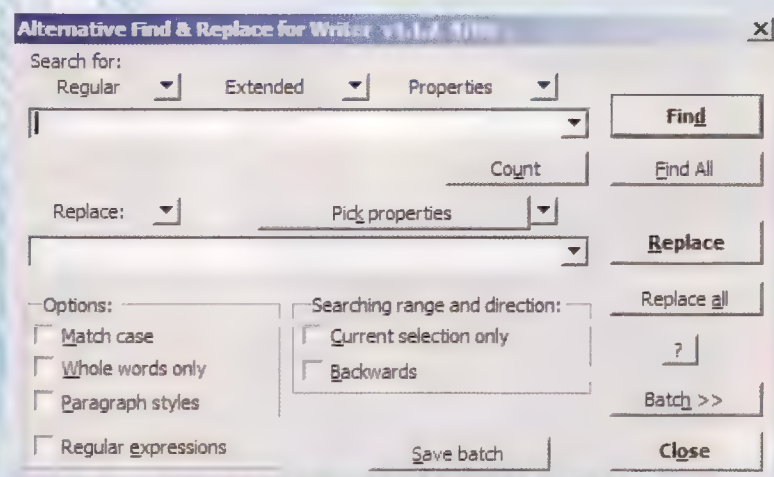 Alternative Find & Replace for Writer
Search for:
Regular Extended Properties
Find
Count Find All
Replace: Pick properties
Replace
Options: Searching range and direction: Replace all
Match case Current selection only
?
Whole words only Backwards
Paragraph styles Batch >>
Regular expressions Save batch Close